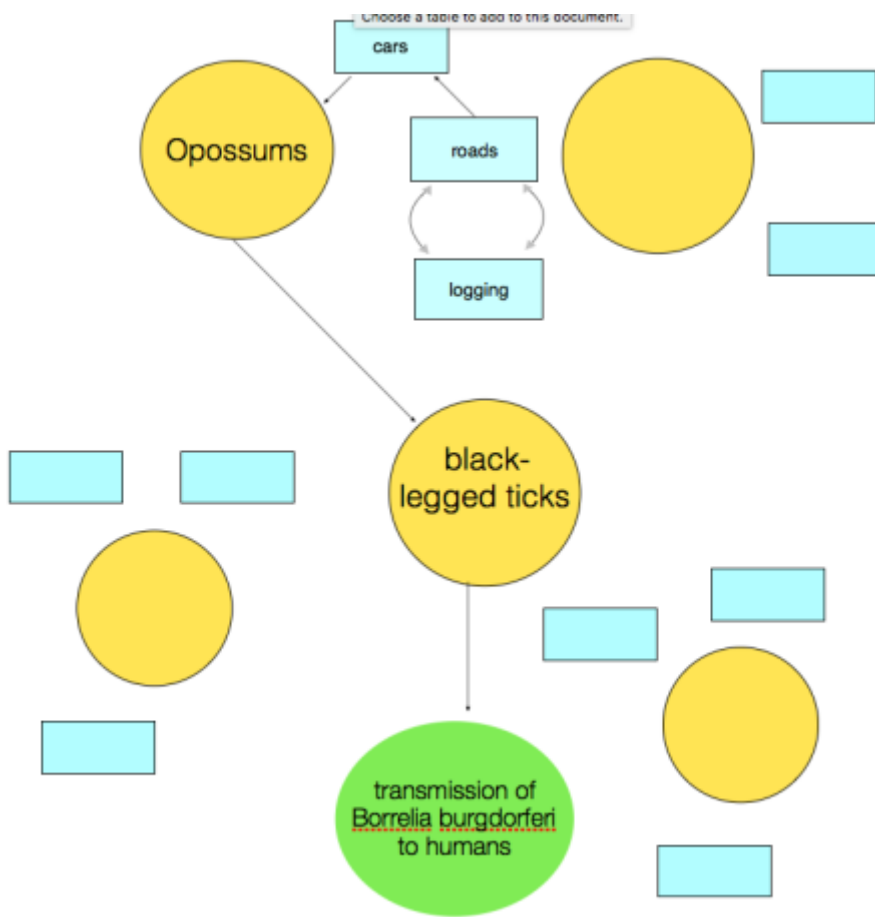 Choose a table to add to this document.
cars
Opossums
roads
logging
black-
legged ticks
transmission of
Borrelia burgdorferi
to humans